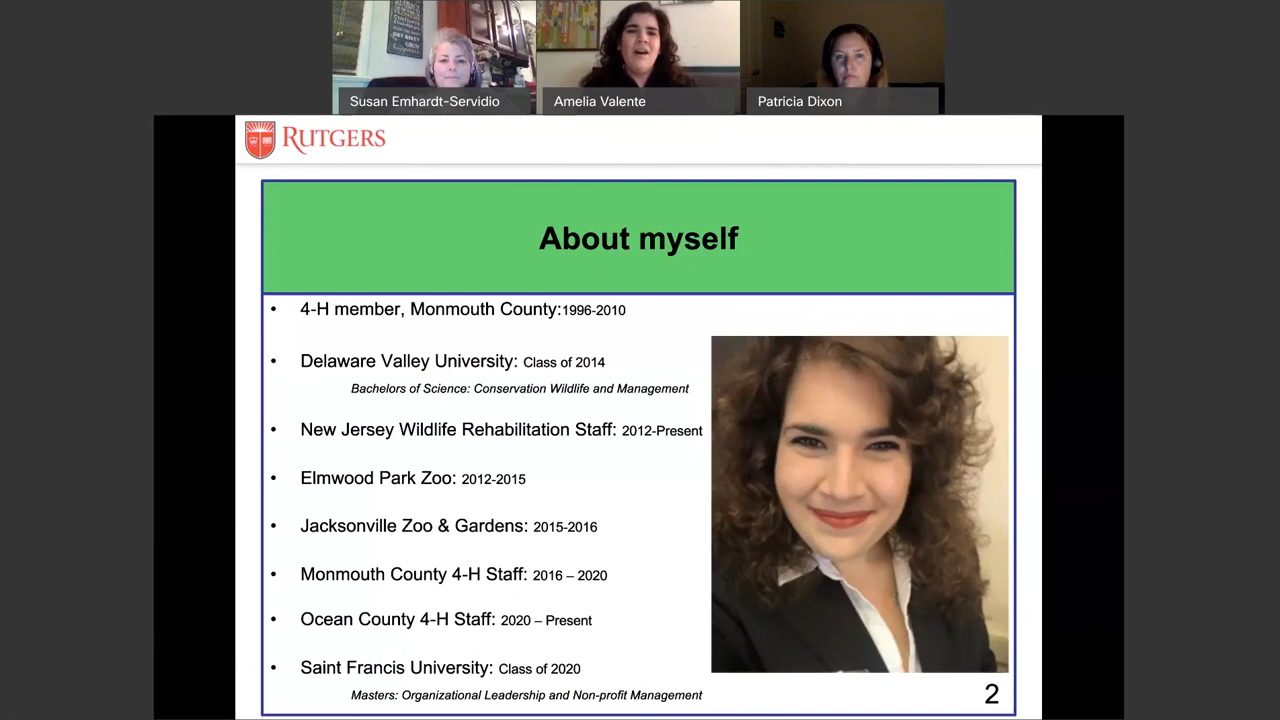 Susan Emhardt-Servidio
Amelia Valente
Patricia Dixon
RUTGERS
About myself
• 4-H member, Monmouth County:1996-2010
• Delaware Valley University: Class of 2014
Bachelors of Science: Conservation Wildlife and Management
• New Jersey Wildlife Rehabilitation Staff: 2012-Present
• Elmwood Park Zoo: 2012-2015
• Jacksonville Zoo & Gardens: 2015-2016
• Monmouth County 4-H Staff: 2016 – 2020
• Ocean County 4-H Staff: 2020 – Present
• Saint Francis University: Class of 2020
Masters: Organizational Leadership and Non-profit Management
2